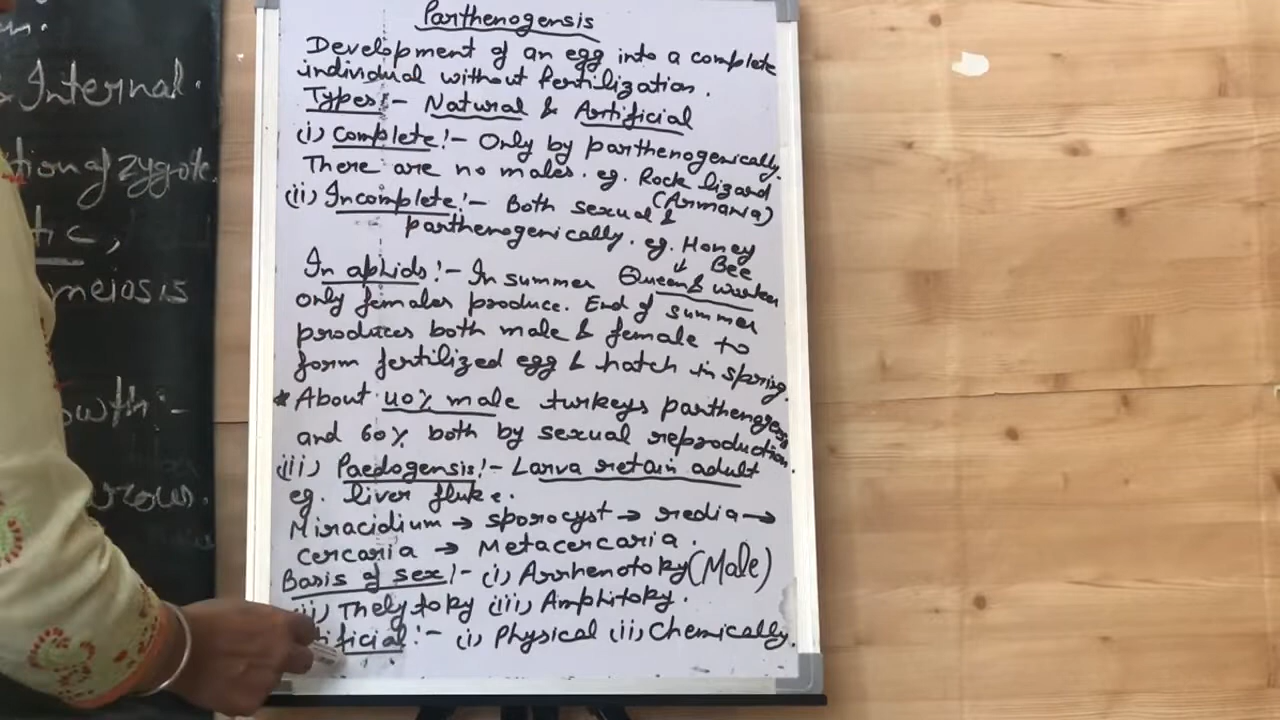 & Internal.
tion of zygote.
tic,
meiosis
owth:-
Parthenogensis
Development of an egg into a complete
individual without fertilization.
Types:- Natural & Artificial
(i) Complete:- Only by parthenogenically.
There are no males. eg. Rock lizard
(Armania)
(ii) Incomplete:- Both sexual &
parthenogenically. eg. Honey
Bee
In aphids:- In summer Queen & worker
only females produce. End of summer
produces both male & female to
form fertilized egg & hatch in spring.
* About 40% male turkeys
and 60% both by sexual reproduction.
(iii) Paedogensis:- Larva retain adult
eg. liver fluke.
Miracidium → sporocyst → redia →
cercaria → Metacercaria.
Basis of sex:- (i) Arrhenotoky (Male)
(ii) Thelytoky (iii) Amphitoky.
ificial:- (i) Physical (ii) Chemically.